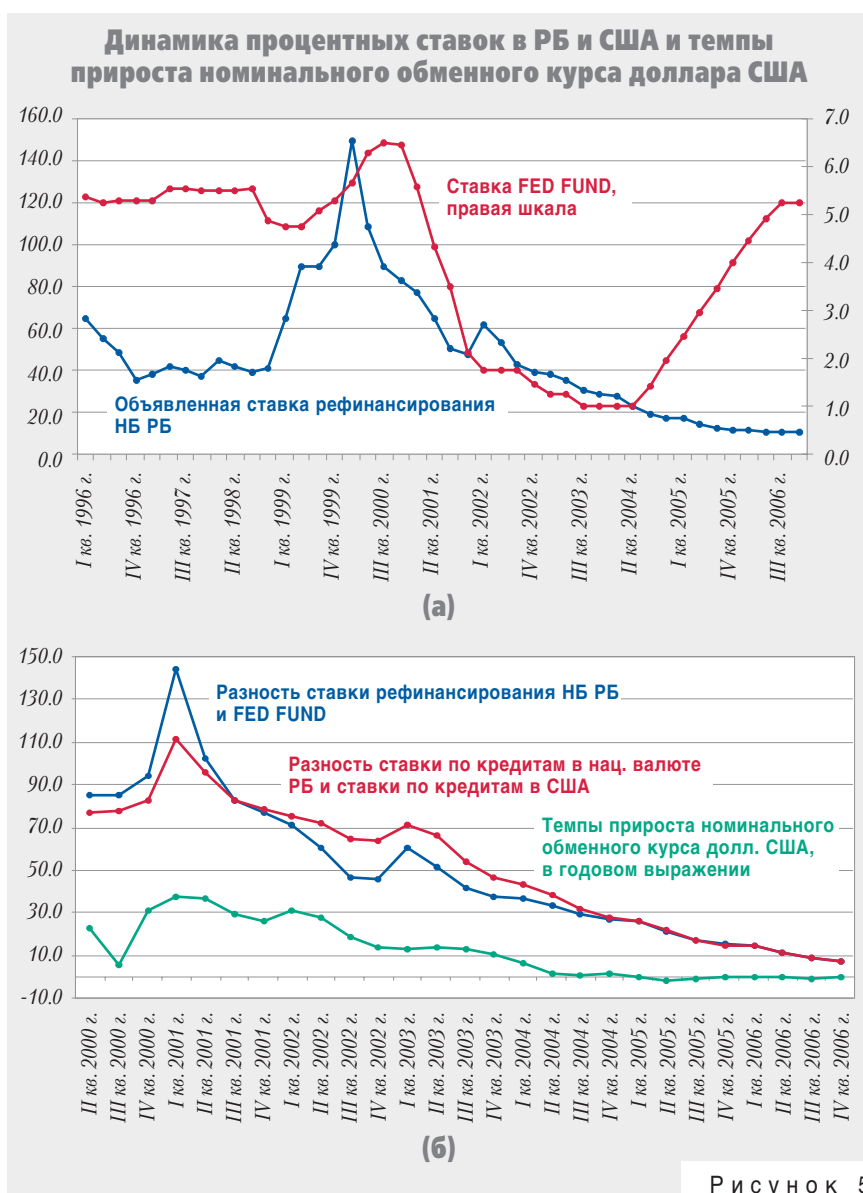 Динамика процентных ставок в РБ и США и темпы
прироста номинального обменного курса доллара США
160.0
140.0
120.0
100.0
80.0
60.0
40.0
20.0
0.0
7.0
6.0
5.0
4.0
3.0
2.0
1.0
0.0
Ставка FED FUND,
правая шкала
Объявленная ставка рефинансирования
НБ РБ
I кв. 1996 г.
IV кв. 1996 г.
III кв. 1997 г.
II кв. 1998 г.
I кв. 1999 г.
IV кв. 1999 г.
III кв. 2000 г.
II кв. 2001 г.
I кв. 2002 г.
IV кв. 2002 г.
III кв. 2003 г.
II кв. 2004 г.
I кв. 2005 г.
IV кв. 2005 г.
III кв. 2006 г.
(а)
150.0
130.0
110.0
90.0
70.0
50.0
30.0
10.0
-10.0
Разность ставки рефинансирования НБ РБ
и FED FUND
Разность ставки по кредитам в нац. валюте
РБ и ставки по кредитам в США
Темпы прироста номинального
обменного курса долл. США,
в годовом выражении
II кв. 2000 г.
III кв. 2000 г.
IV кв. 2000 г.
I кв. 2001 г.
II кв. 2001 г.
III кв. 2001 г.
IV кв. 2001 г.
I кв. 2002 г.
II кв. 2002 г.
III кв. 2002 г.
IV кв. 2002 г.
I кв. 2003 г.
II кв. 2003 г.
III кв. 2003 г.
IV кв. 2003 г.
I кв. 2004 г.
II кв. 2004 г.
III кв. 2004 г.
IV кв. 2004 г.
I кв. 2005 г.
II кв. 2005 г.
III кв. 2005 г.
IV кв. 2005 г.
I кв. 2006 г.
II кв. 2006 г.
III кв. 2006 г.
IV кв. 2006 г.
(б)
Рисунок 5